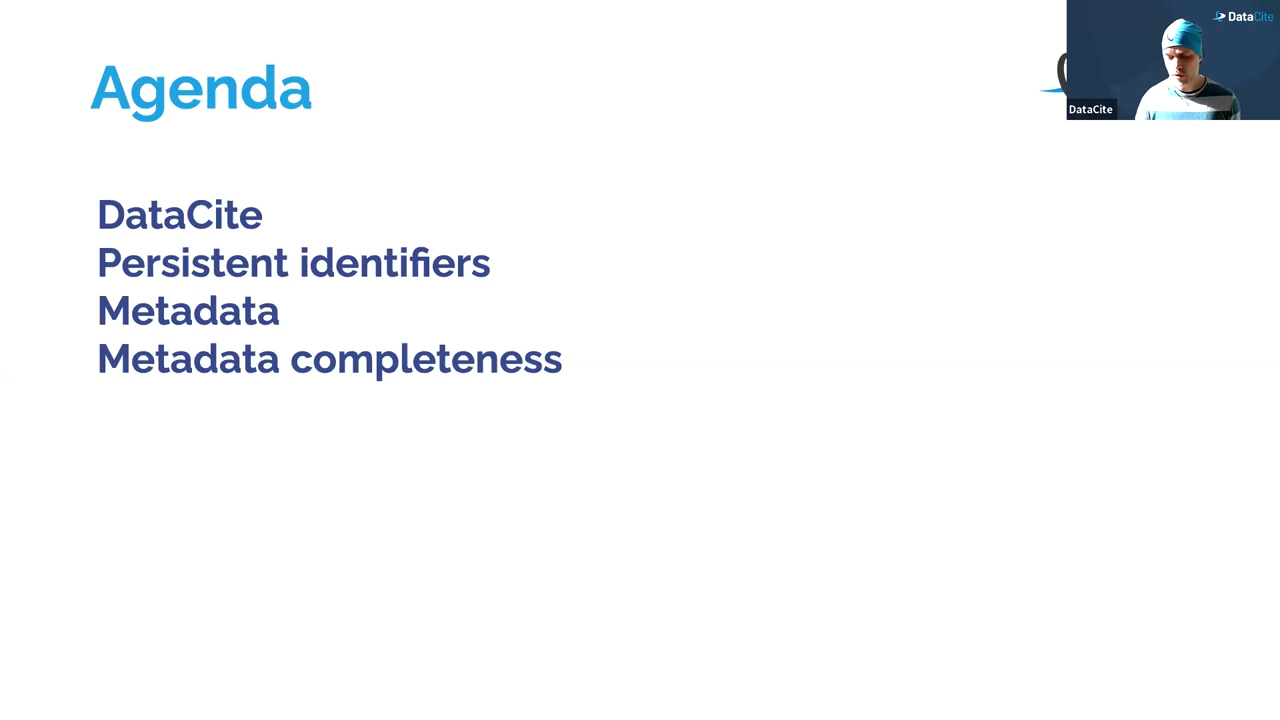 Agenda
DataCite
DataCite
DataCite
Persistent identifiers
Metadata
Metadata completeness